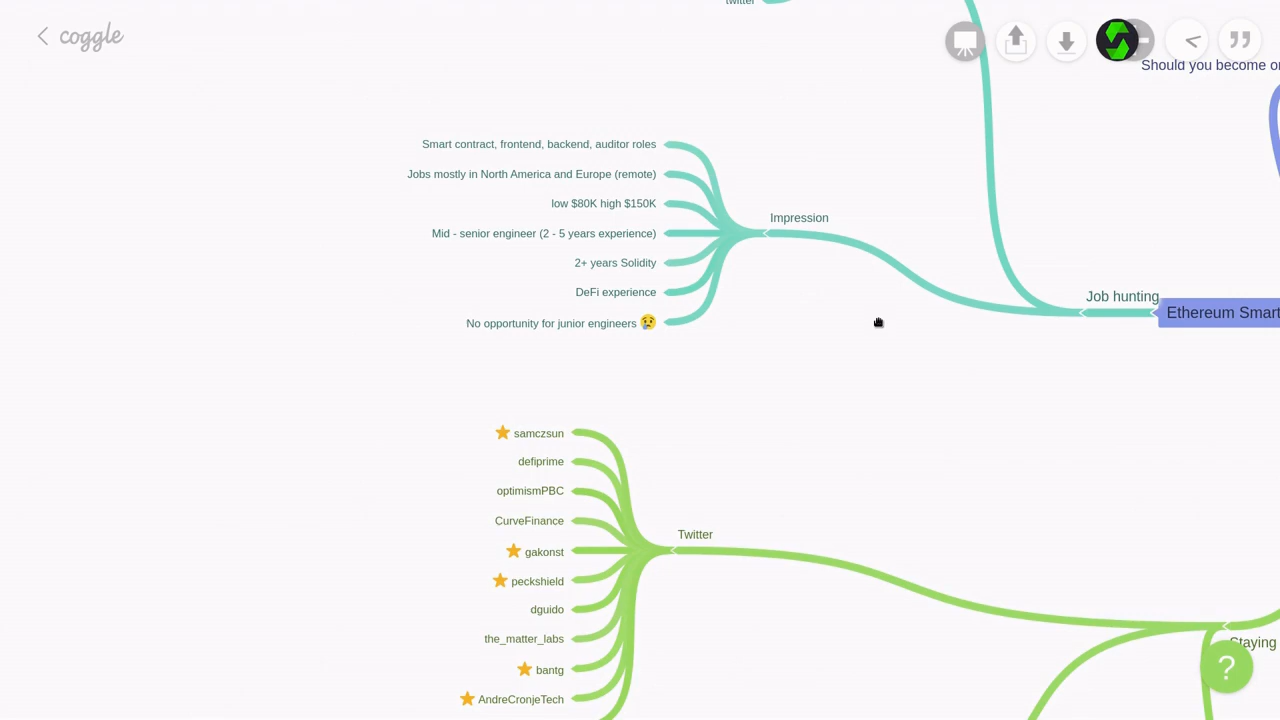 twitter
coggle
Should you become o
Smart contract, frontend, backend, auditor roles
Jobs mostly in North America and Europe (remote)
low $80K high $150K
Mid - senior engineer (2 - 5 years experience)
2+ years Solidity
DeFi experience
No opportunity for junior engineers 😢
Impression
Job hunting
Ethereum Smart
⭐ samczsun
defiprime
optimismPBC
CurveFinance
⭐ gakonst
⭐ peckshield
dguido
the_matter_labs
⭐ bantg
⭐ AndreCronjeTech
Twitter
Staying
?